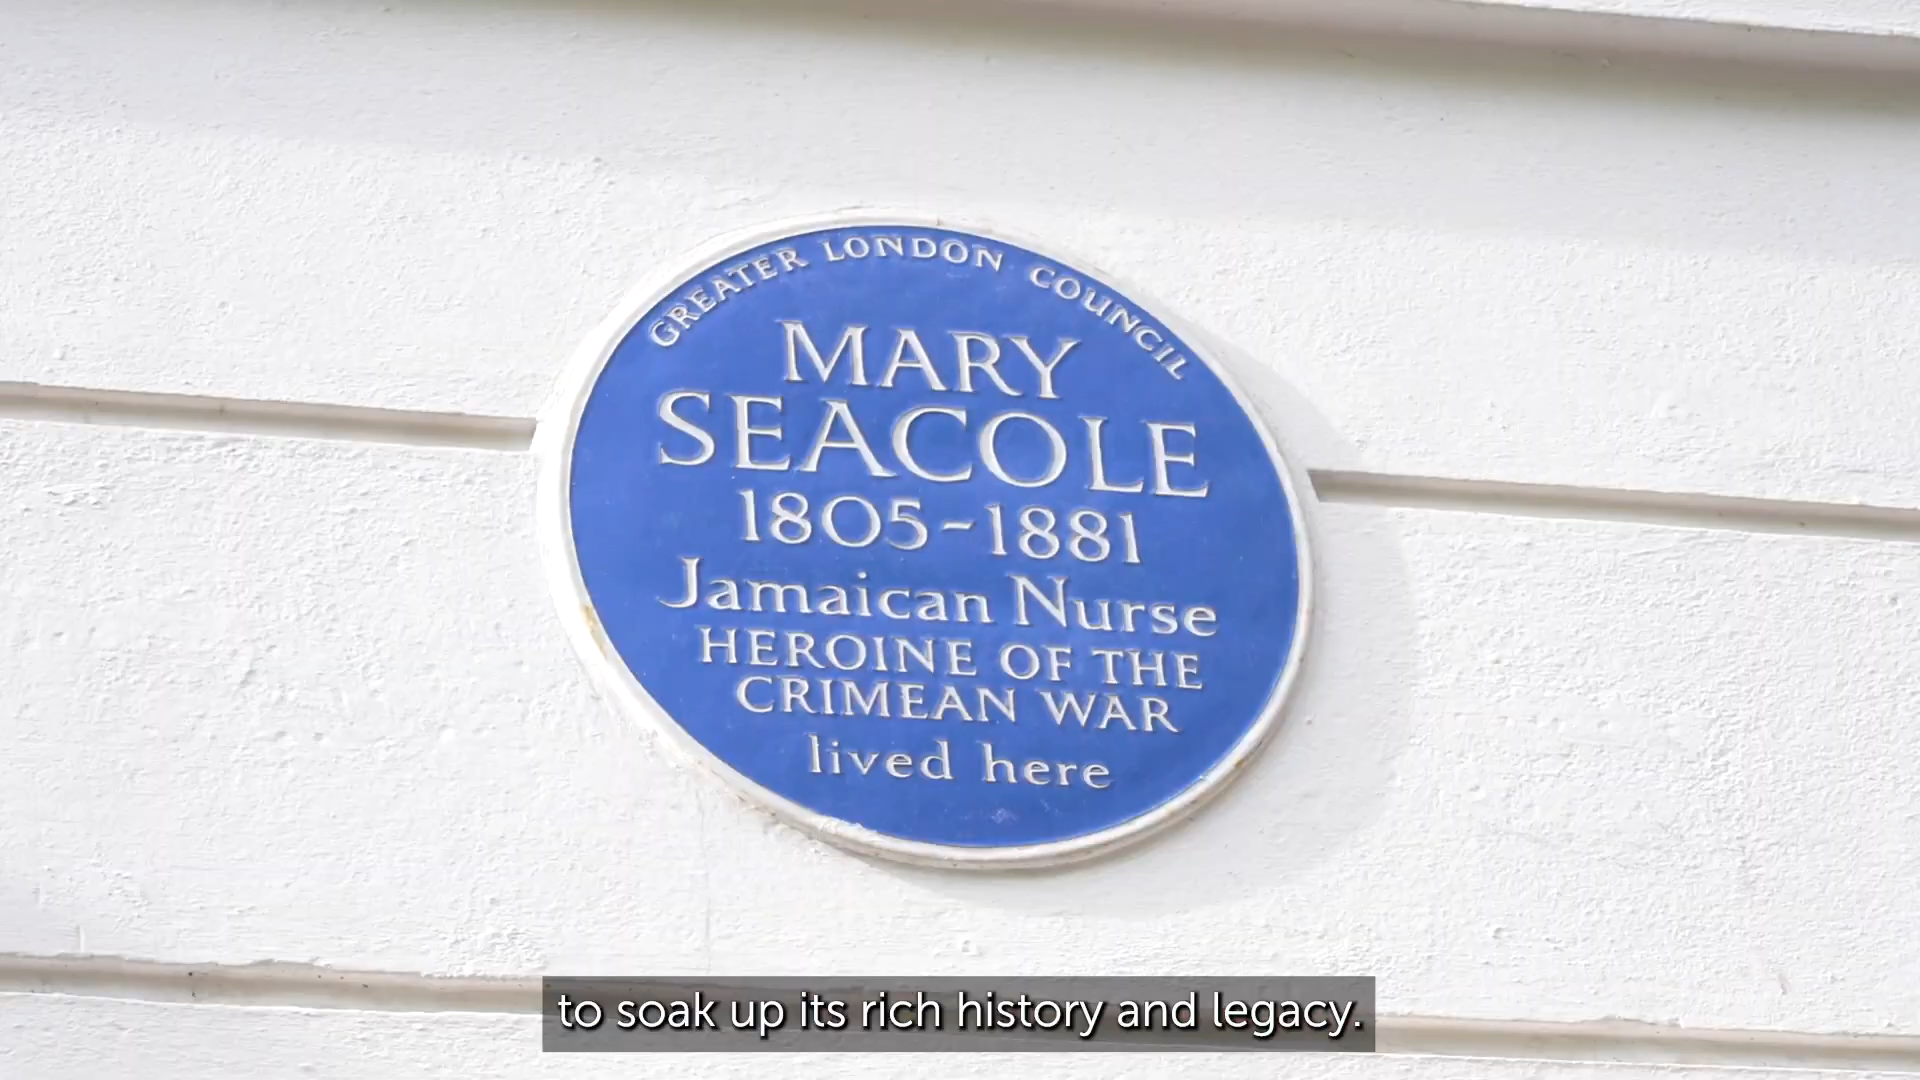 GREATER LONDON COUNCIL
MARY
SEACOLE
1805-1881
Jamaican Nurse
HEROINE OF THE
CRIMEAN WAR
lived here
to soak up its rich history and legacy.